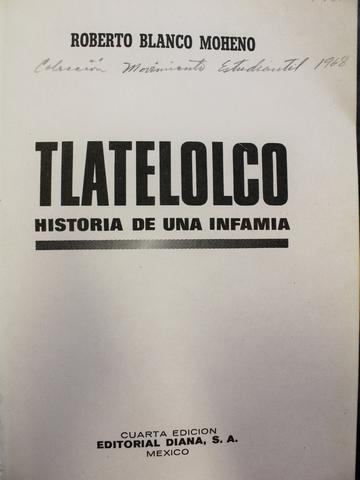 ROBERTO BLANCO MOHENO
Colección Movimiento Estudiantil 1968
TLATELOLCO
HISTORIA DE UNA INFAMIA
CUARTA EDICION
EDITORIAL DIANA, S. A.
MEXICO